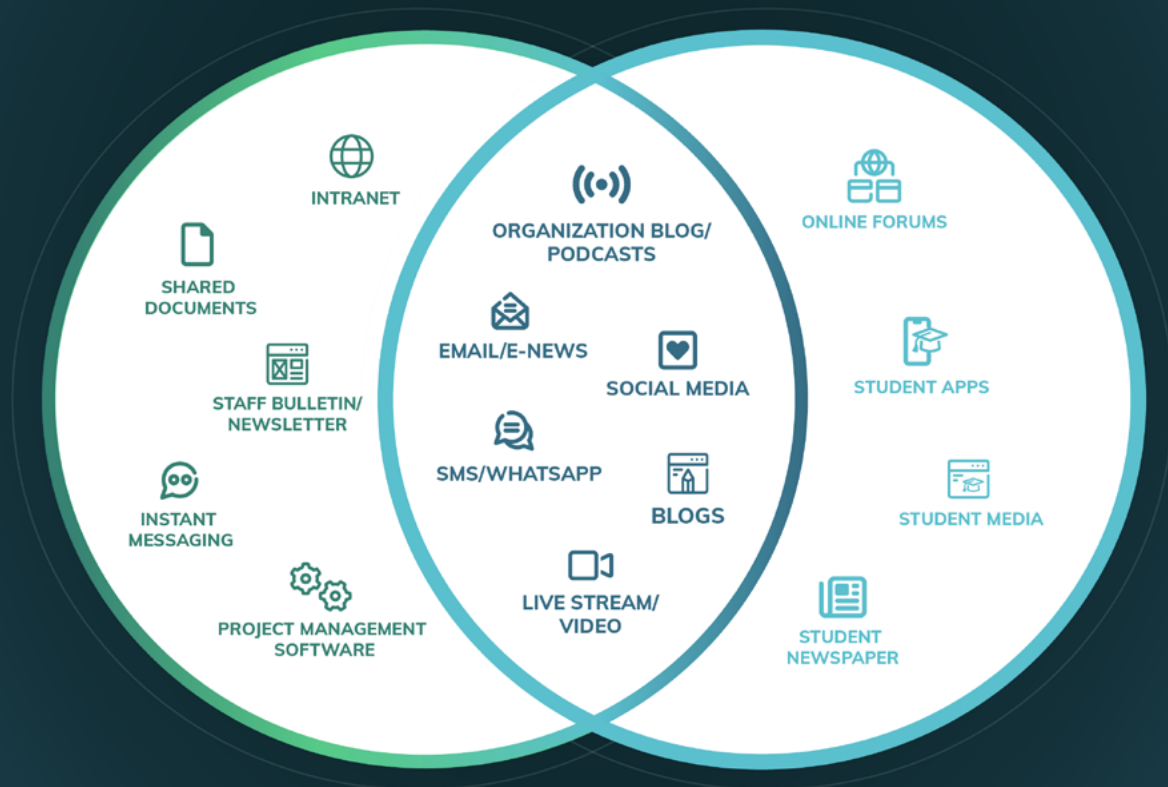 INTRANET
SHARED
DOCUMENTS
STAFF BULLETIN/
NEWSLETTER
INSTANT
MESSAGING
PROJECT MANAGEMENT
SOFTWARE
ORGANIZATION BLOG/
PODCASTS
EMAIL/E-NEWS
SOCIAL MEDIA
SMS/WHATSAPP
BLOGS
LIVE STREAM/
VIDEO
ONLINE FORUMS
STUDENT APPS
STUDENT MEDIA
STUDENT
NEWSPAPER